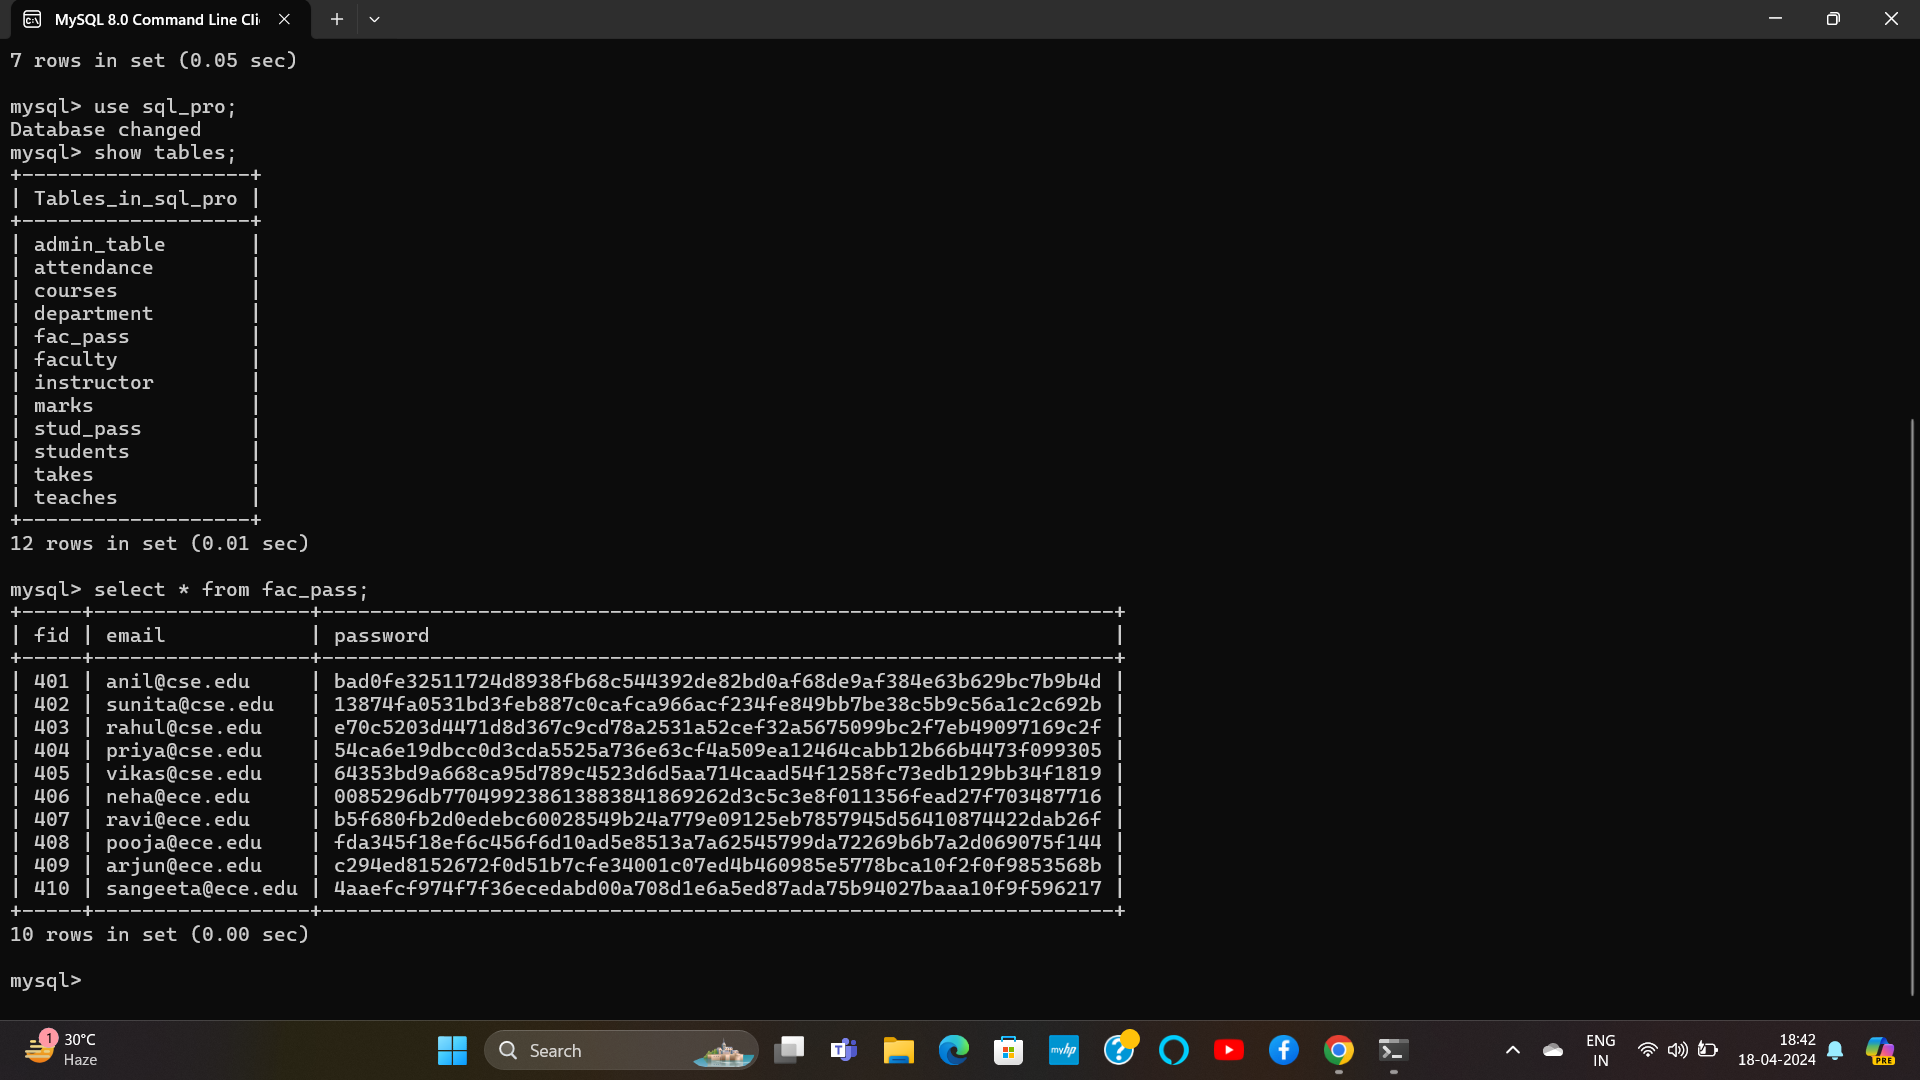 MySQL 8.0 Command Line Cli
7 rows in set (0.05 sec)
mysql> use sql_pro;
Database changed
mysql> show tables;
+-------------------+
| Tables_in_sql_pro |
+-------------------+
| admin_table       |
| attendance        |
| courses           |
| department        |
| fac_pass          |
| faculty           |
| instructor        |
| marks             |
| stud_pass         |
| students          |
| takes             |
| teaches           |
+-------------------+
12 rows in set (0.01 sec)
mysql> select * from fac_pass;
+-----+------------------+------------------------------------------------------------------+
| fid | email            | password                                                         |
+-----+------------------+------------------------------------------------------------------+
| 401 | anil@cse.edu     | bad0fe32511724d8938fb68c544392de82bd0af68de9af384e63b629bc7b9b4d |
| 402 | sunita@cse.edu   | 13874fa0531bd3feb887c0cafca966acf234fe849bb7be38c5b9c56a1c2c692b |
| 403 | rahul@cse.edu    | e70c5203d4471d8d367c9cd78a2531a52cef32a5675099bc2f7eb49097169c2f |
| 404 | priya@cse.edu    | 54ca6e19dbcc0d3cda5525a736e63cf4a509ea12464cabb12b66b4473f099305 |
| 405 | vikas@cse.edu    | 64353bd9a668ca95d789c4523d6d5aa714caad54f1258fc73edb129bb34f1819 |
| 406 | neha@ece.edu     | 0085296db770499238613883841869262d3c5c3e8f011356fead27f703487716 |
| 407 | ravi@ece.edu     | b5f680fb2d0edebc60028549b24a779e09125eb7857945d56410874422dab26f |
| 408 | pooja@ece.edu    | fda345f18ef6c456f6d10ad5e8513a7a62545799da72269b6b7a2d069075f144 |
| 409 | arjun@ece.edu    | c294ed8152672f0d51b7cfe34001c07ed4b460985e5778bca10f2f0f9853568b |
| 410 | sangeeta@ece.edu | 4aaefcf974f7f36ecedabd00a708d1e6a5ed87ada75b94027baaa10f9f596217 |
+-----+------------------+------------------------------------------------------------------+
10 rows in set (0.00 sec)
mysql>
1
30°C
Haze
Search
T
myhp
?
ENG
IN
18:42
18-04-2024
PRE